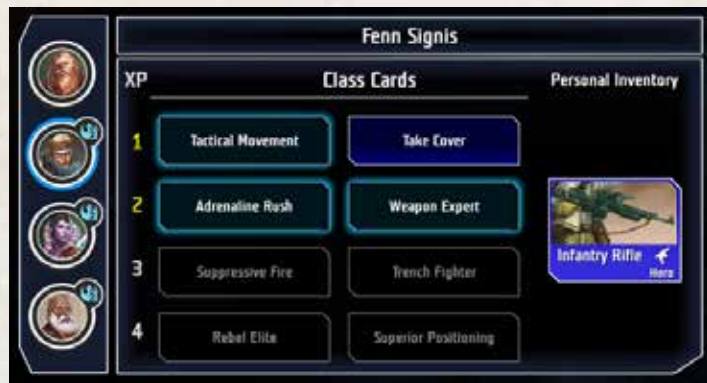 Fenn Signis
XP Class Cards Personal Inventory
1 Tactical Movement Take Cover
2 Adrenaline Rush Weapon Expert
Infantry Rifle
Hero
3 Suppressive Fire Trench Fighter
4 Rebel Elite Superior Positioning